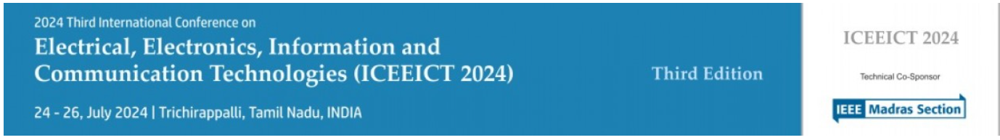 2024 Third International Conference on
Electrical, Electronics, Information and
Communication Technologies (ICEEICT 2024)
Third Edition
24 - 26, July 2024 | Trichirappalli, Tamil Nadu, INDIA
ICEEICT 2024
Technical Co-Sponsor
IEEE Madras Section